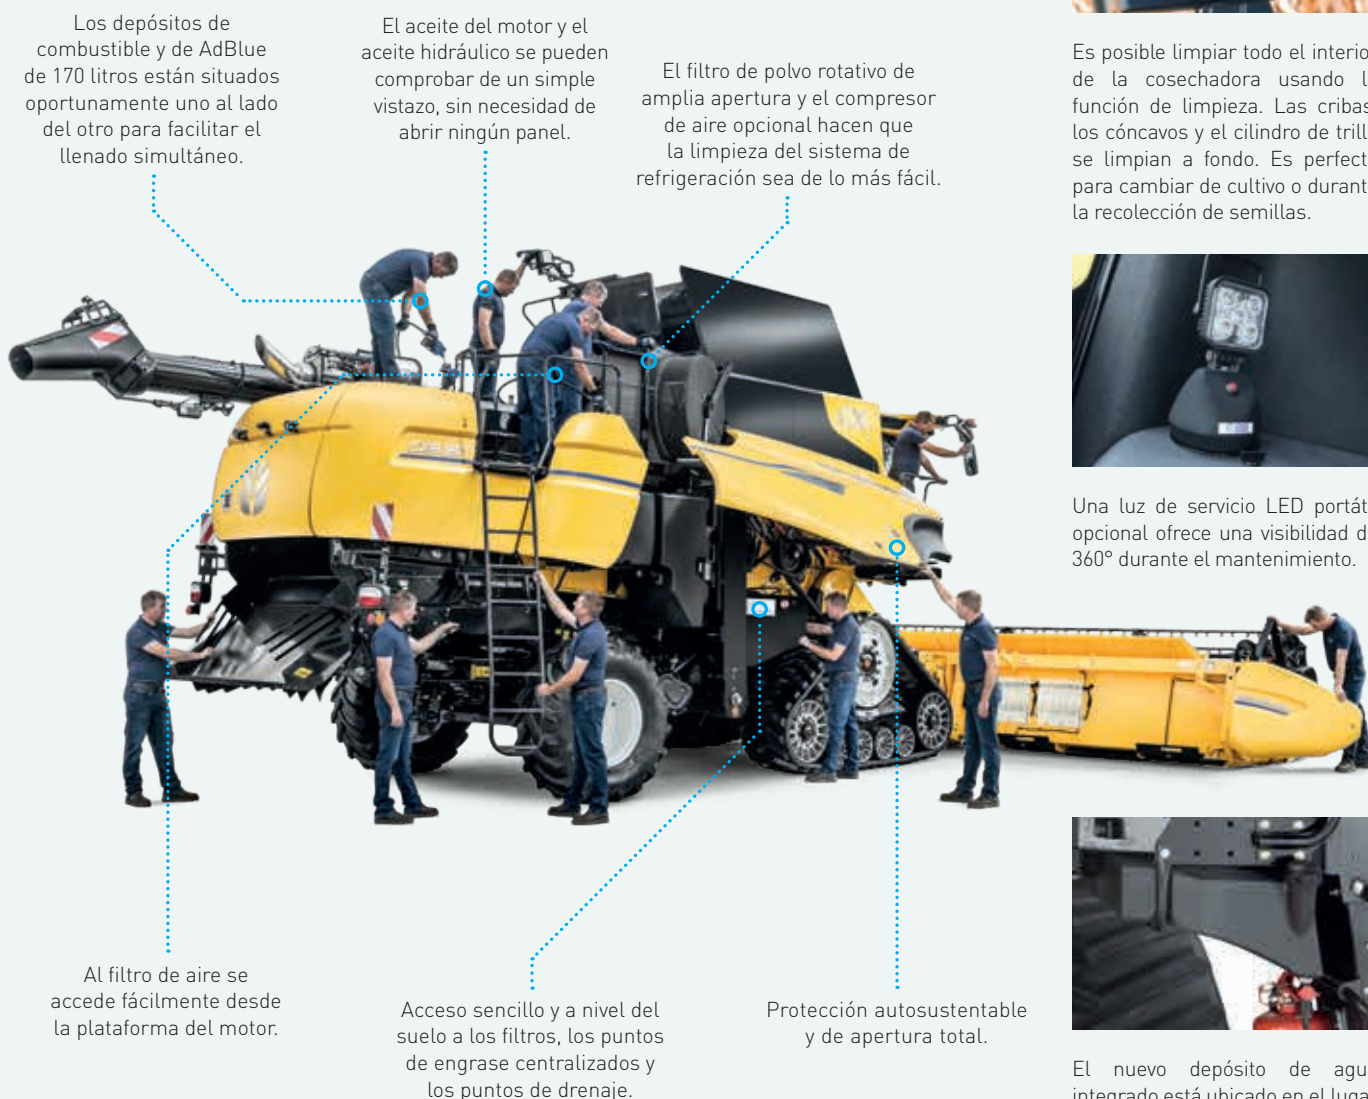 Los depósitos de
combustible y de AdBlue
de 170 litros están situados
oportunamente uno al lado
del otro para facilitar el
llenado simultáneo.
El aceite del motor y el
aceite hidráulico se pueden
comprobar de un simple
vistazo, sin necesidad de
abrir ningún panel.
El filtro de polvo rotativo de
amplia apertura y el compresor
de aire opcional hacen que
la limpieza del sistema de
refrigeración sea de lo más fácil.
Al filtro de aire se
accede fácilmente desde
la plataforma del motor.
Acceso sencillo y a nivel del
suelo a los filtros, los puntos
de engrase centralizados y
los puntos de drenaje.
Protección autosustentable
y de apertura total.
Es posible limpiar todo el interio
de la cosechadora usando l
función de limpieza. Las cribas
los cóncavos y el cilindro de trill
se limpian a fondo. Es perfect
para cambiar de cultivo o durant
la recolección de semillas.
Una luz de servicio LED portát
opcional ofrece una visibilidad d
360° durante el mantenimiento.
El nuevo depósito de agu
integrado está ubicado en el luga